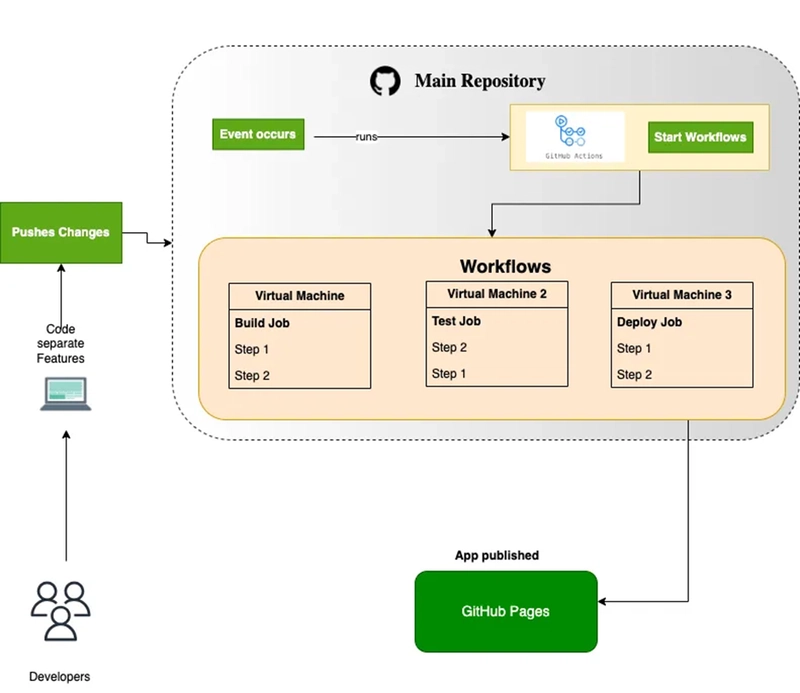 Main Repository
Event occurs
runs
GitHub Actions
Start Workflows
Pushes Changes
Workflows
Virtual Machine
Build Job
Step 1
Step 2
Virtual Machine 2
Test Job
Step 2
Step 1
Virtual Machine 3
Deploy Job
Step 1
Step 2
Code
separate
Features
App published
GitHub Pages
Developers